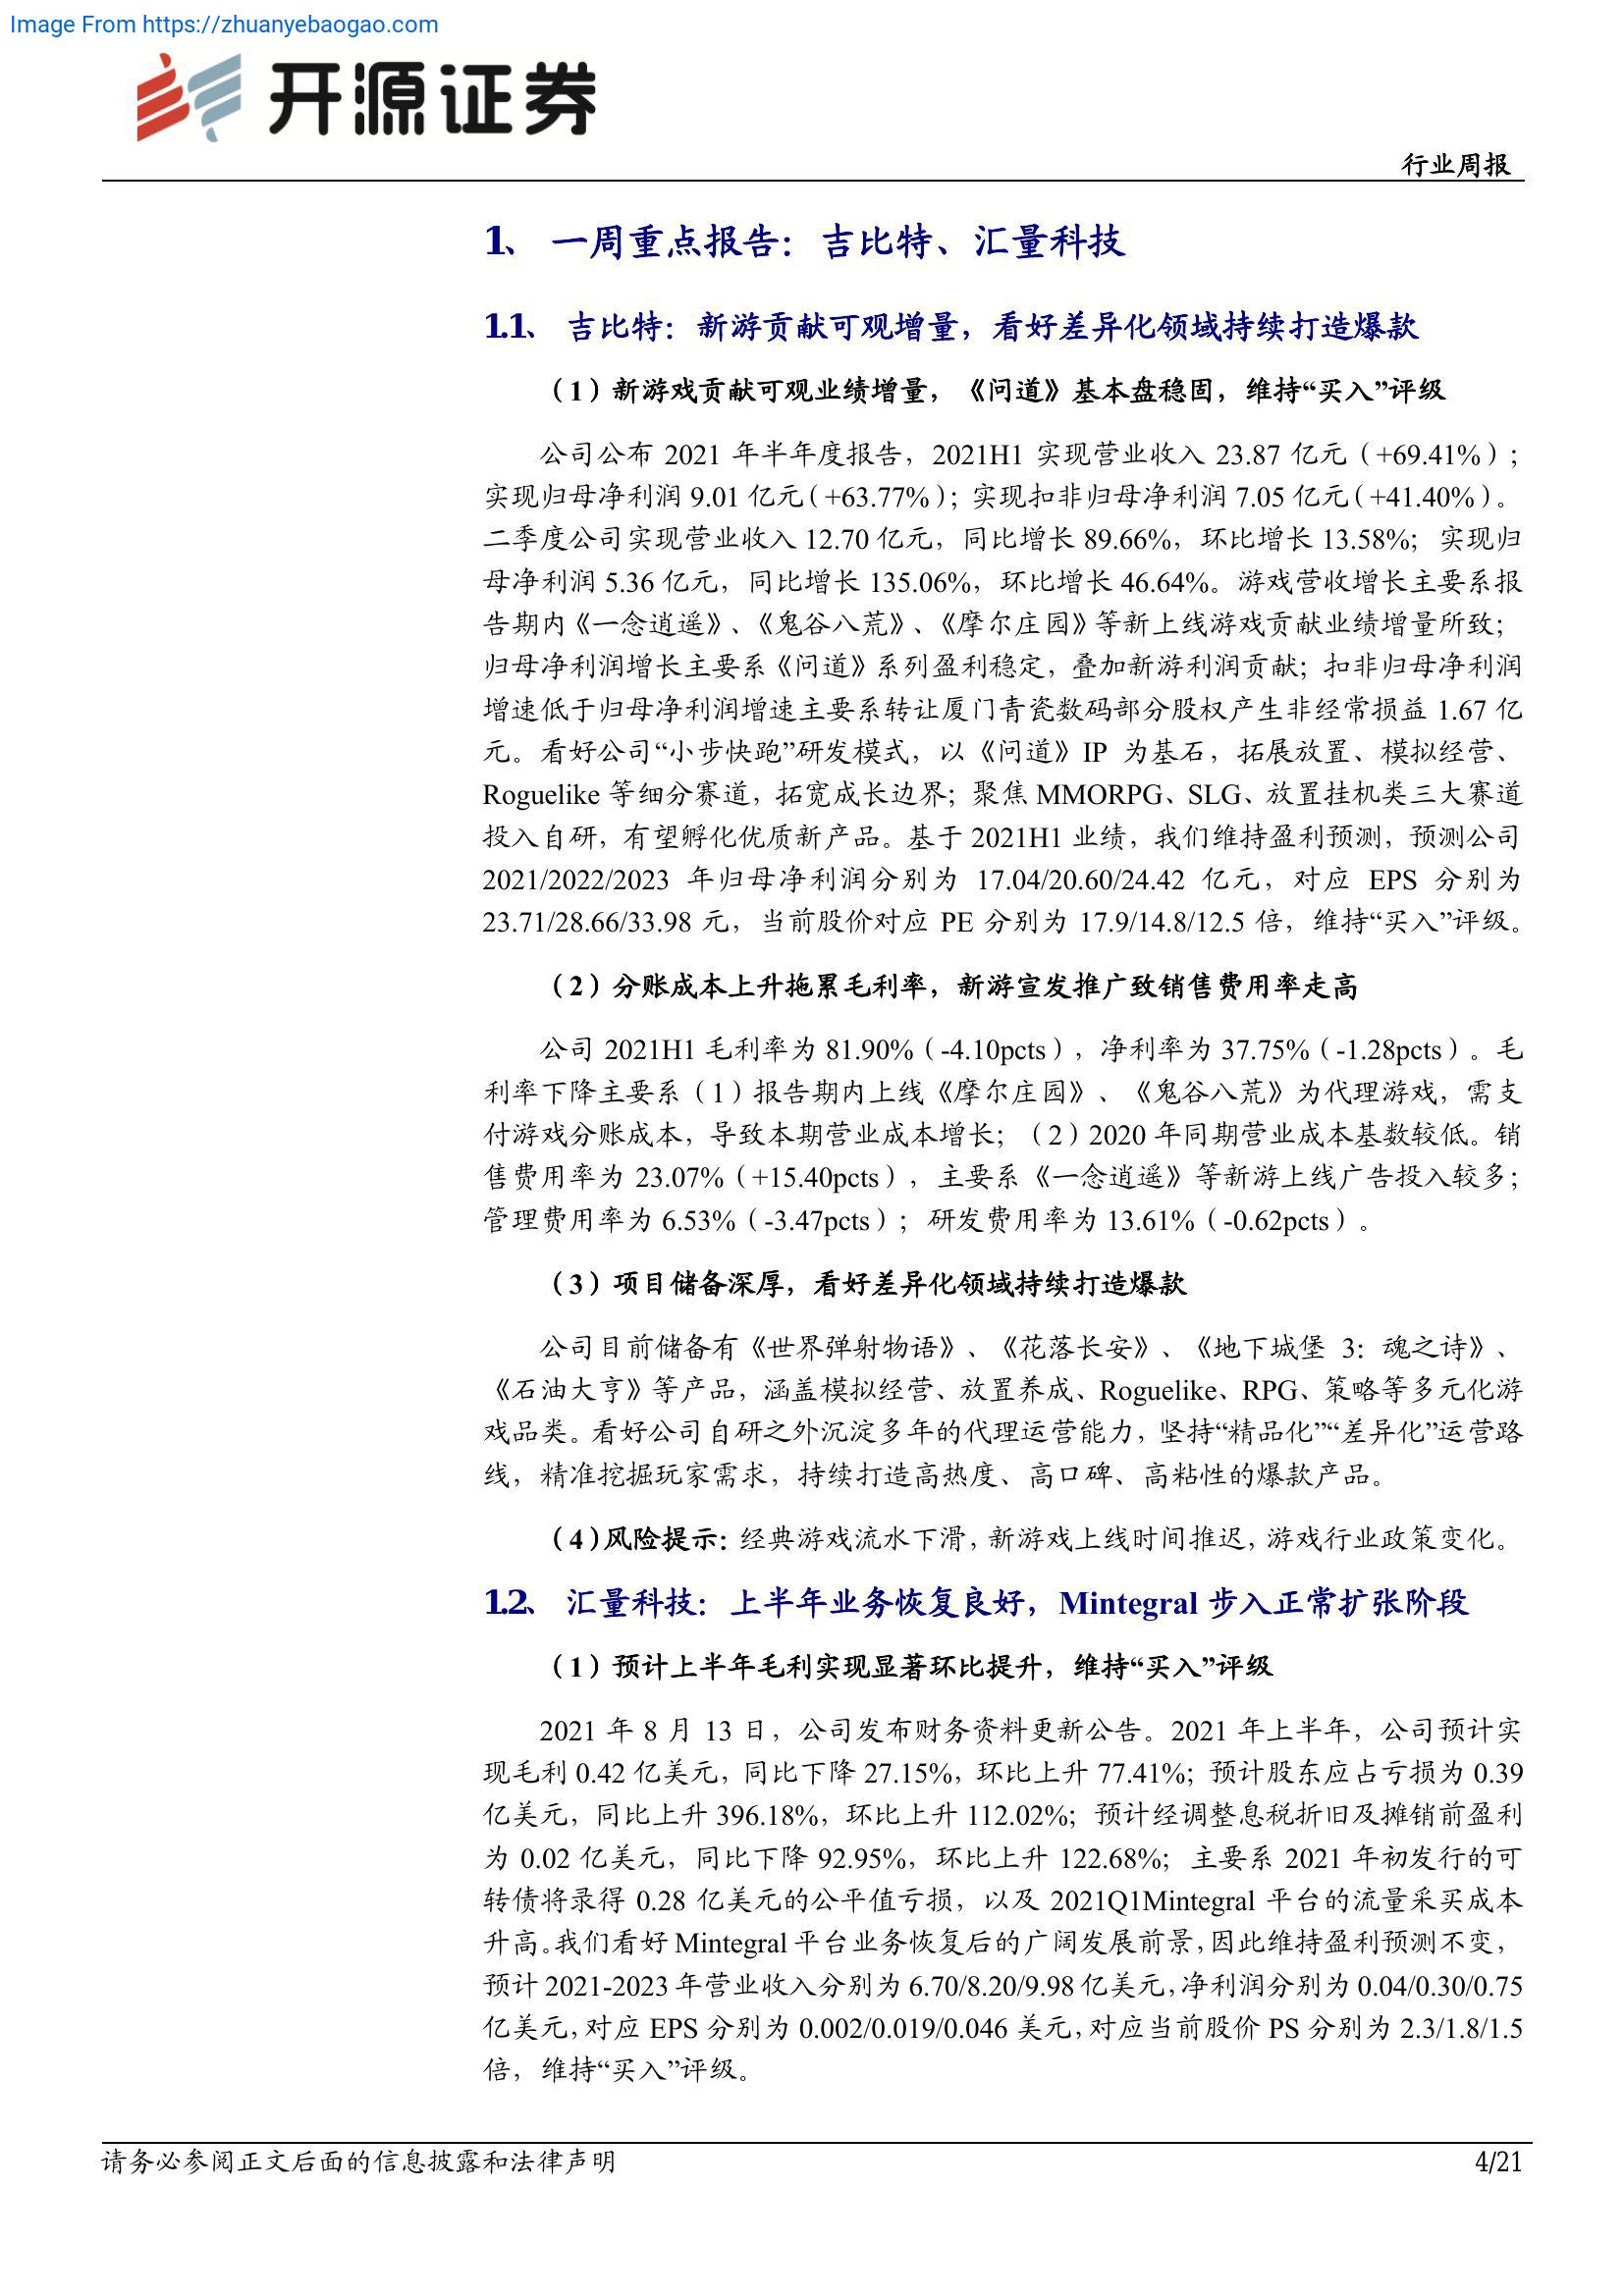 Image From https://zhuanyebaogao.com
开源证券
行业周报
1、 一周重点报告：吉比特、汇量科技
1.1、 吉比特：新游贡献可观增量，看好差异化领域持续打造爆款
（1）新游戏贡献可观业绩增量，《问道》基本盘稳固，维持“买入”评级
公司公布 2021 年半年度报告，2021H1 实现营业收入 23.87 亿元（+69.41%）；
实现归母净利润 9.01 亿元（+63.77%）；实现扣非归母净利润 7.05 亿元（+41.40%）。
二季度公司实现营业收入 12.70 亿元，同比增长 89.66%，环比增长 13.58%；实现归
母净利润 5.36 亿元，同比增长 135.06%，环比增长 46.64%。游戏营收增长主要系报
告期内《一念逍遥》、《鬼谷八荒》、《摩尔庄园》等新上线游戏贡献业绩增量所致；
归母净利润增长主要系《问道》系列盈利稳定，叠加新游利润贡献；扣非归母净利润
增速低于归母净利润增速主要系转让厦门青瓷数码部分股权产生非经常损益 1.67 亿
元。看好公司“小步快跑”研发模式，以《问道》IP 为基石，拓展放置、模拟经营、
Roguelike 等细分赛道，拓宽成长边界；聚焦 MMORPG、SLG、放置挂机类三大赛道
投入自研，有望孵化优质新产品。基于 2021H1 业绩，我们维持盈利预测，预测公司
2021/2022/2023 年归母净利润分别为 17.04/20.60/24.42 亿元，对应 EPS 分别为
23.71/28.66/33.98 元，当前股价对应 PE 分别为 17.9/14.8/12.5 倍，维持“买入”评级。
（2）分账成本上升拖累毛利率，新游宣发推广致销售费用率走高
公司 2021H1 毛利率为 81.90%（-4.10pcts），净利率为 37.75%（-1.28pcts）。毛
利率下降主要系（1）报告期内上线《摩尔庄园》、《鬼谷八荒》为代理游戏，需支
付游戏分账成本，导致本期营业成本增长；（2）2020 年同期营业成本基数较低。销
售费用率为 23.07%（+15.40pcts），主要系《一念逍遥》等新游上线广告投入较多；
管理费用率为 6.53%（-3.47pcts）；研发费用率为 13.61%（-0.62pcts）。
（3）项目储备深厚，看好差异化领域持续打造爆款
公司目前储备有《世界弹射物语》、《花落长安》、《地下城堡 3：魂之诗》、
《石油大亨》等产品，涵盖模拟经营、放置养成、Roguelike、RPG、策略等多元化游
戏品类。看好公司自研之外沉淀多年的代理运营能力，坚持“精品化”“差异化”运营路
线，精准挖掘玩家需求，持续打造高热度、高口碑、高粘性的爆款产品。
（4）风险提示：经典游戏流水下滑，新游戏上线时间推迟，游戏行业政策变化。
1.2、 汇量科技：上半年业务恢复良好，Mintegral 步入正常扩张阶段
（1）预计上半年毛利实现显著环比提升，维持“买入”评级
2021 年 8 月 13 日，公司发布财务资料更新公告。2021 年上半年，公司预计实
现毛利 0.42 亿美元，同比下降 27.15%，环比上升 77.41%；预计股东应占亏损为 0.39
亿美元，同比上升 396.18%，环比上升 112.02%；预计经调整息税折旧及摊销前盈利
为 0.02 亿美元，同比下降 92.95%，环比上升 122.68%；主要系 2021 年初发行的可
转债将录得 0.28 亿美元的公平值亏损，以及 2021Q1Mintegral 平台的流量采买成本
升高。我们看好 Mintegral 平台业务恢复后的广阔发展前景，因此维持盈利预测不变，
预计 2021-2023 年营业收入分别为 6.70/8.20/9.98 亿美元，净利润分别为 0.04/0.30/0.75
亿美元，对应 EPS 分别为 0.002/0.019/0.046 美元，对应当前股价 PS 分别为 2.3/1.8/1.5
倍，维持“买入”评级。
请务必参阅正文后面的信息披露和法律声明
4/21